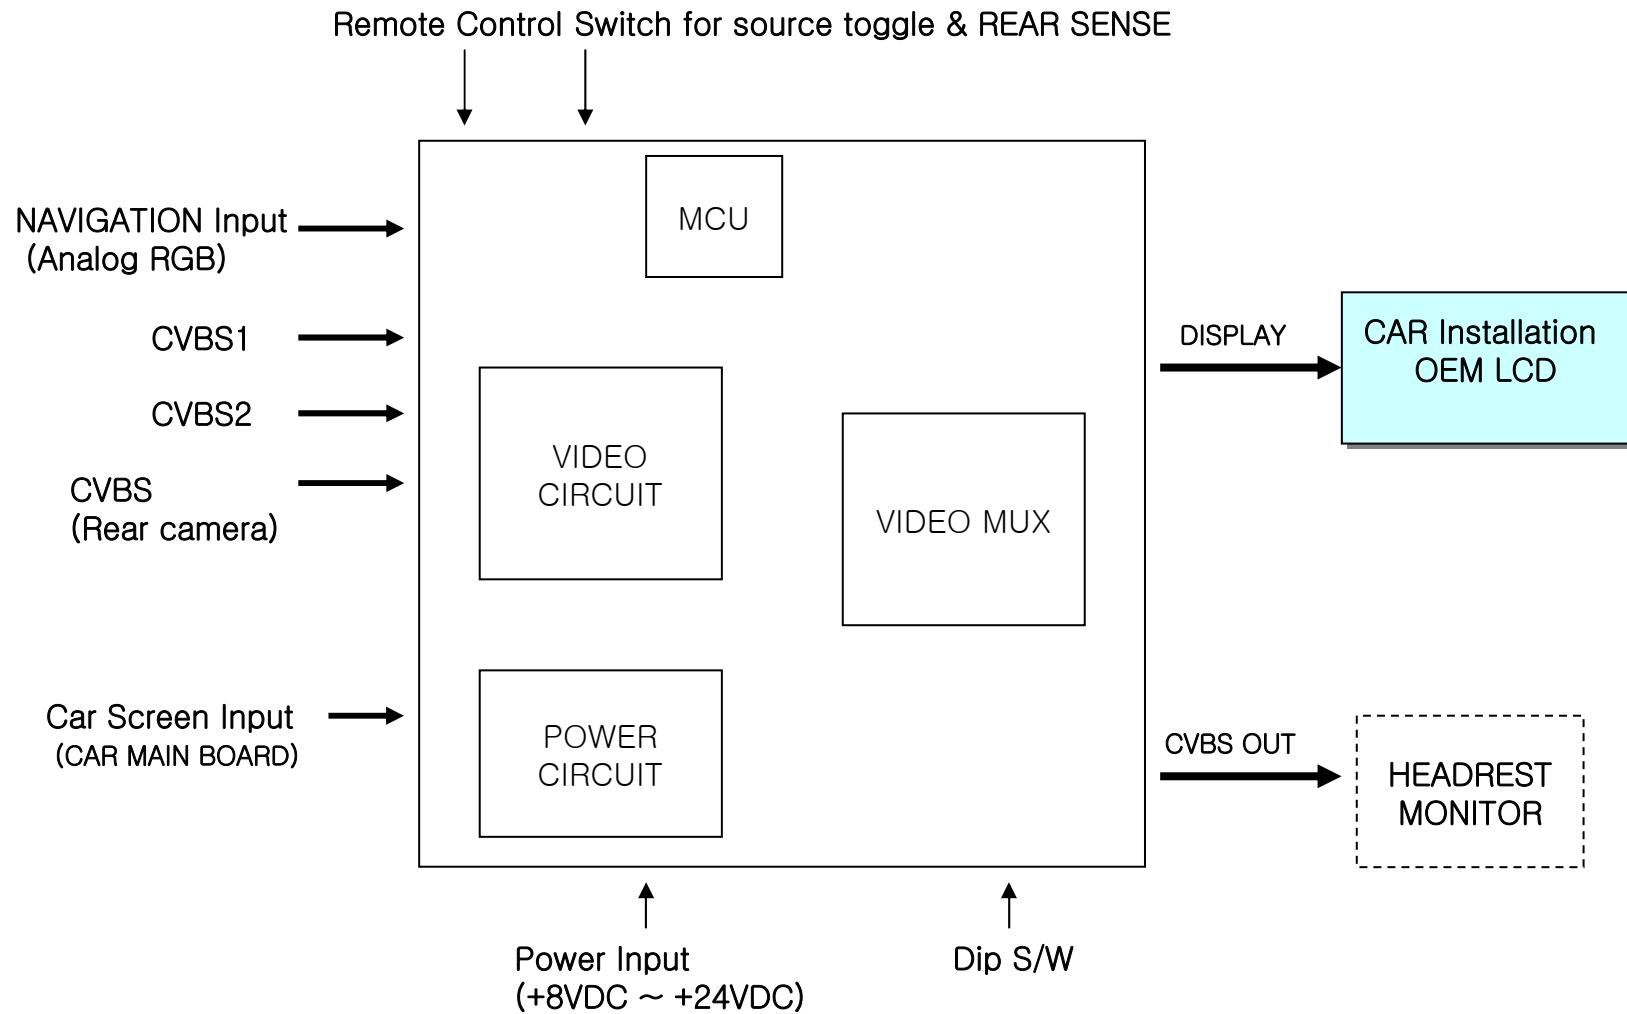 Remote Control Switch for source toggle & REAR SENSE
MCU
NAVIGATION Input
(Analog RGB)
CVBS1
CVBS2
CVBS
(Rear camera)
VIDEO
CIRCUIT
VIDEO MUX
DISPLAY
CAR Installation
OEM LCD
Car Screen Input
(CAR MAIN BOARD)
POWER
CIRCUIT
CVBS OUT
HEADREST
MONITOR
Power Input
(+8VDC ~ +24VDC)
Dip S/W